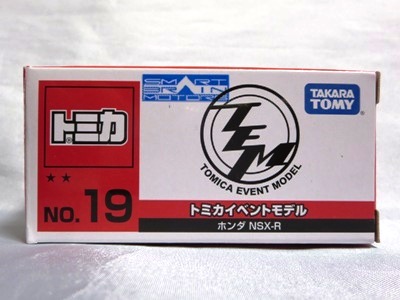 SMART
BRAIN
MOTORS
TAKARA
TOMY
トミカ
TEM
TOMICA EVENT MODEL
★★
NO. 19
トミカイベントモデル
ホンダ NSX-R